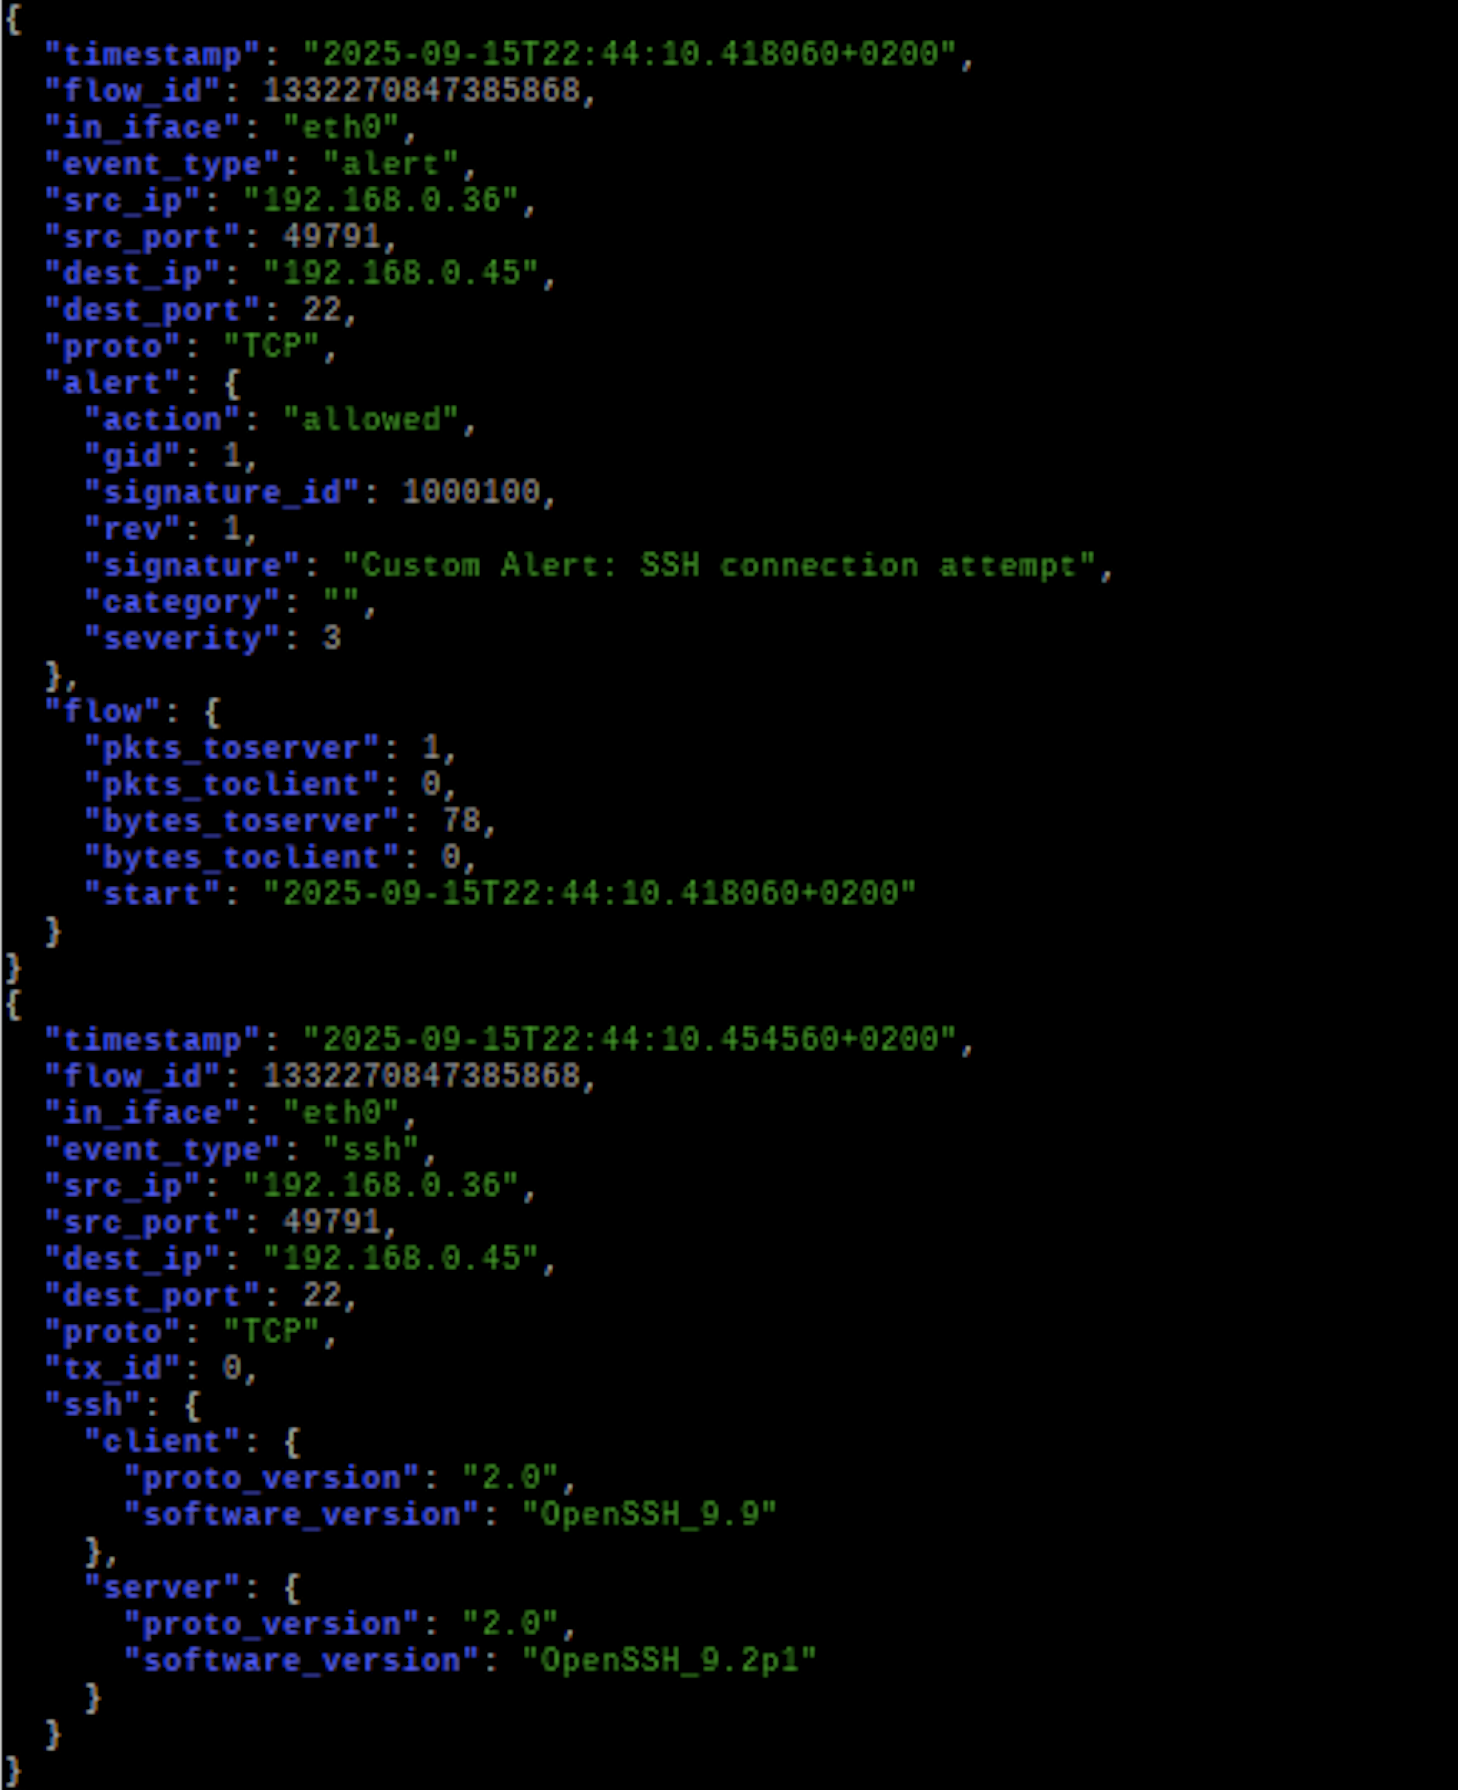 {
  "timestamp": "2025-09-15T22:44:10.418060+0200",
  "flow_id": 1332270847385868,
  "in_iface": "eth0",
  "event_type": "alert",
  "src_ip": "192.168.0.36",
  "src_port": 49791,
  "dest_ip": "192.168.0.45",
  "dest_port": 22,
  "proto": "TCP",
  "alert": {
    "action": "allowed",
    "gid": 1,
    "signature_id": 1000100,
    "rev": 1,
    "signature": "Custom Alert: SSH connection attempt",
    "category": "",
    "severity": 3
  },
  "flow": {
    "pkts_toserver": 1,
    "pkts_toclient": 0,
    "bytes_toserver": 78,
    "bytes_toclient": 0,
    "start": "2025-09-15T22:44:10.418060+0200"
  }
}
{
  "timestamp": "2025-09-15T22:44:10.454560+0200",
  "flow_id": 1332270847385868,
  "in_iface": "eth0",
  "event_type": "ssh",
  "src_ip": "192.168.0.36",
  "src_port": 49791,
  "dest_ip": "192.168.0.45",
  "dest_port": 22,
  "proto": "TCP",
  "tx_id": 0,
  "ssh": {
    "client": {
      "proto_version": "2.0",
      "software_version": "OpenSSH_9.9"
    },
    "server": {
      "proto_version": "2.0",
      "software_version": "OpenSSH_9.2p1"
    }
  }
}